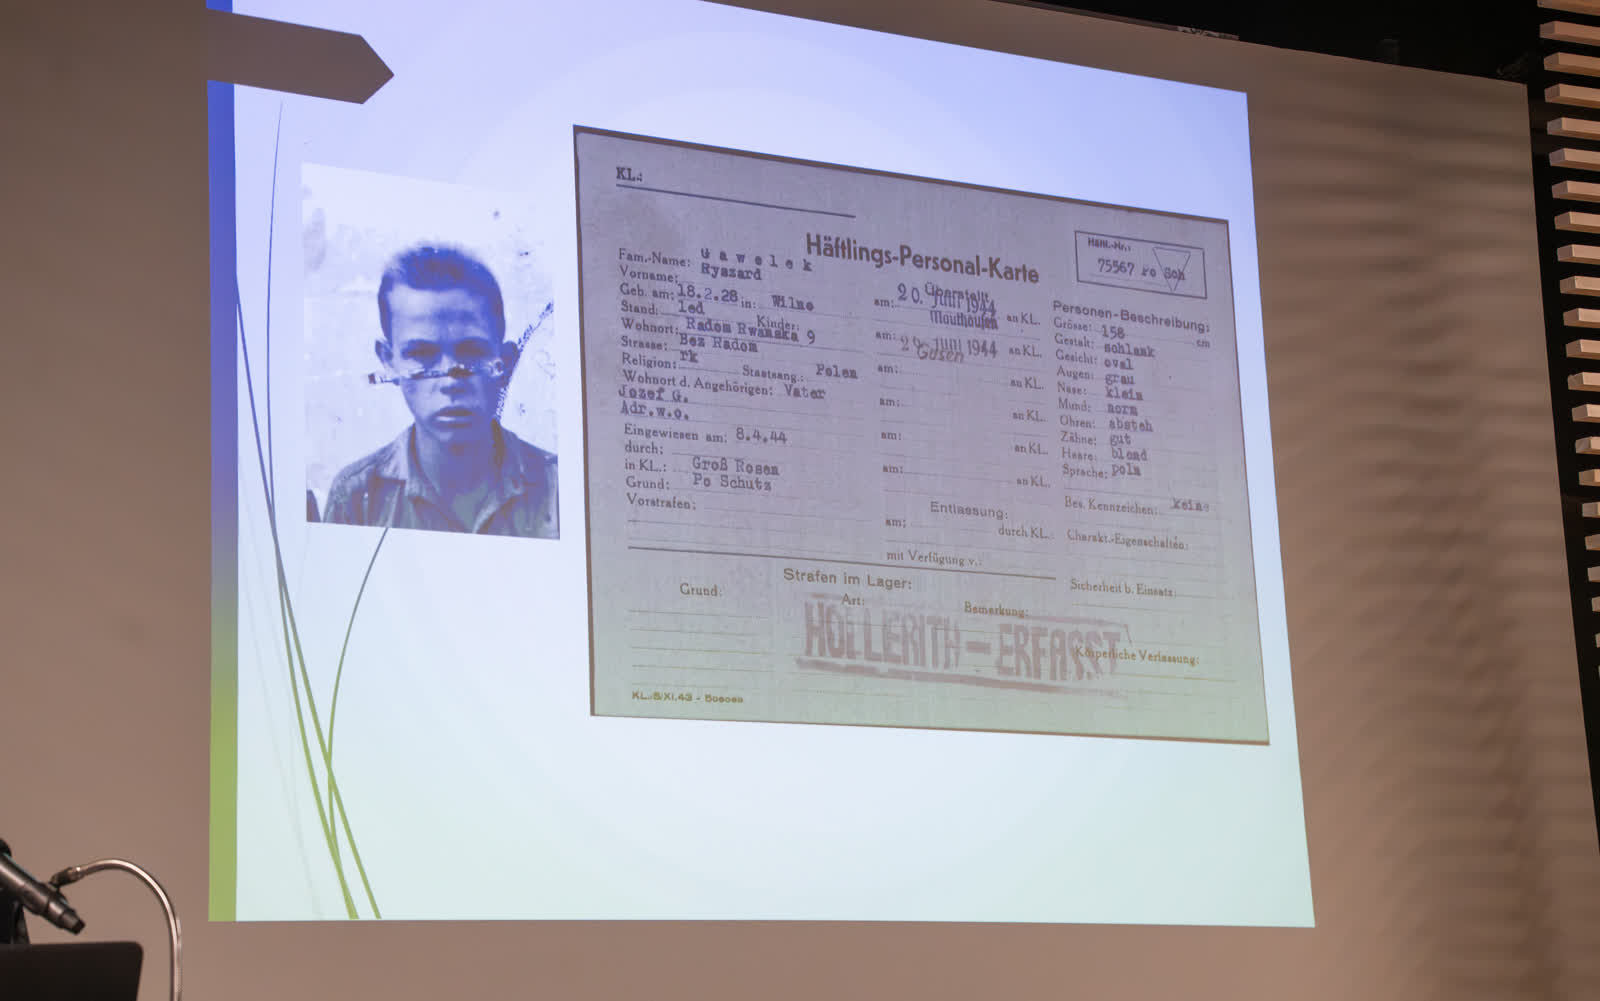 KL.:
Häftlings-Personal-Karte
Häftl.-Nr.:
75567 Po Sch
Fam.-Name: Gawelek
Vorname: Ryszard
Geb. am: 18.2.28 in: Wilno
Stand: led Kinder:
Wohnort: Radom Rwanska 9
Strasse: Bez Radom
Religion: rk Staatsang.: Polen
Wohnort d. Angehörigen: Vater
Jozef G.
Adr.w.o.
Eingewiesen am: 8.4.44
durch:
in KL.: Groß Rosen
Grund: Po Schutz
Vorstrafen:
Überstellt
am: 20. Juni 1944 an KL.
Mauthausen
am: 29. Juni 1944 an KL.
Gusen
am: an KL.
am: an KL.
am: an KL.
am: an KL.
Entlassung:
am: durch KL.:
mit Verfügung v.:
Personen-Beschreibung:
Grösse: 158 cm
Gestalt: schlank
Gesicht: oval
Augen: grau
Nase: klein
Mund: norm
Ohren: absteh
Zähne: gut
Haare: blond
Sprache: poln
Bes. Kennzeichen: keine
Charakt.-Eigenschaften:
Sicherheit b. Einsatz:
Körperliche Verfassung:
Strafen im Lager:
Grund: Art: Bemerkung:
HOLLERITH - ERFASST
KL.-5/XI.43 -